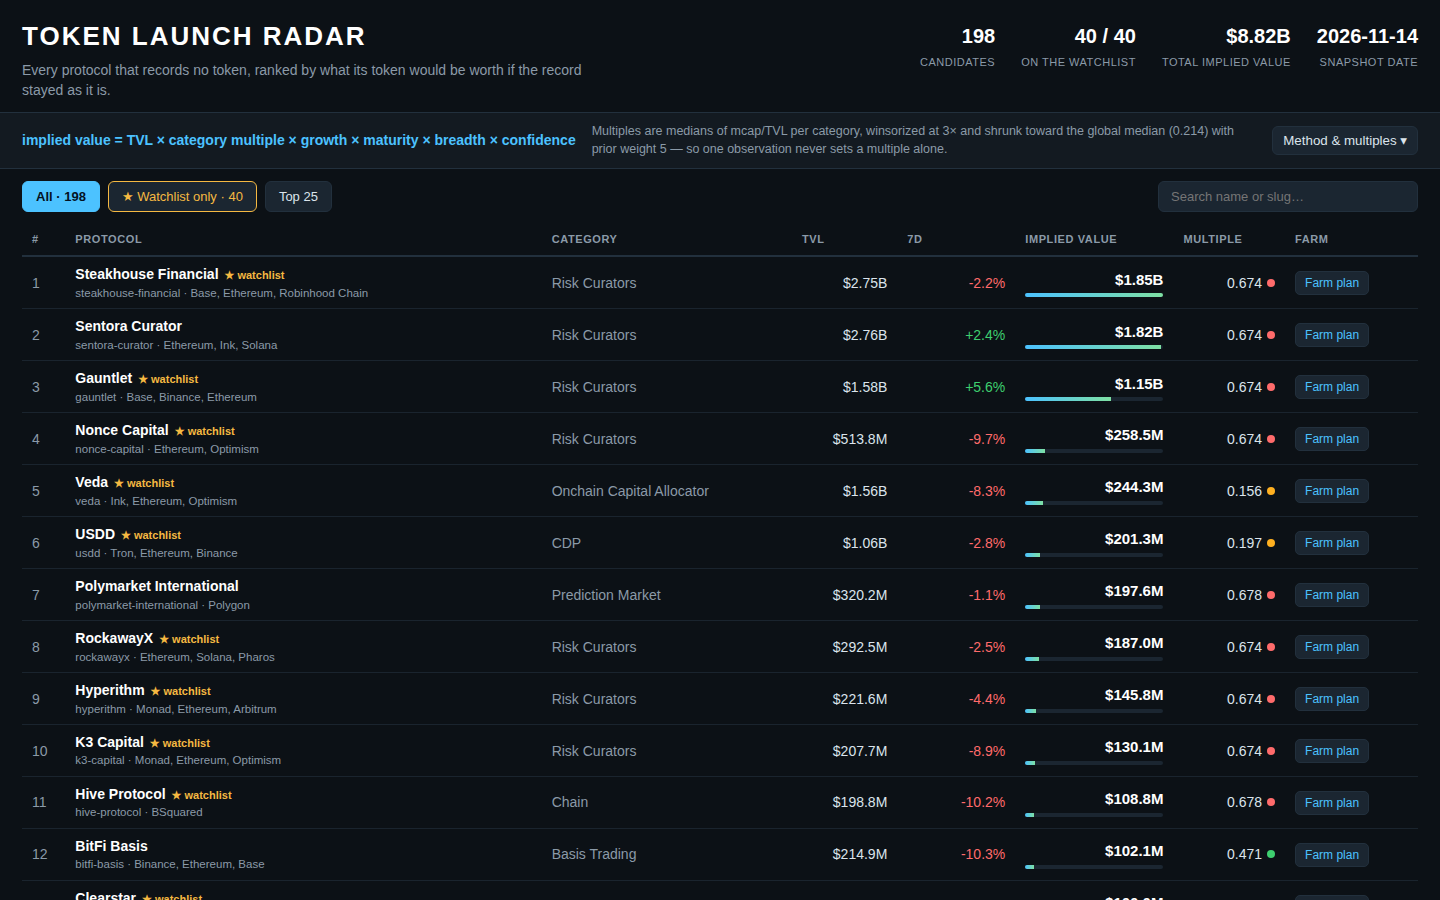 TOKEN LAUNCH RADAR
Every protocol that records no token, ranked by what its token would be worth if the record
stayed as it is.
198
CANDIDATES
40 / 40
ON THE WATCHLIST
$8.82B
TOTAL IMPLIED VALUE
2026-11-14
SNAPSHOT DATE
implied value = TVL × category multiple × growth × maturity × breadth × confidence
Multiples are medians of mcap/TVL per category, winsorized at 3× and shrunk toward the global median (0.214) with
prior weight 5 — so one observation never sets a multiple alone.
Method & multiples ▾
All · 198
★ Watchlist only · 40
Top 25
Search name or slug…
# PROTOCOL CATEGORY TVL 7D IMPLIED VALUE MULTIPLE FARM
1 Steakhouse Financial ★ watchlist Risk Curators $2.75B -2.2% $1.85B 0.674 Farm plan
steakhouse-financial · Base, Ethereum, Robinhood Chain
2 Sentora Curator Risk Curators $2.76B +2.4% $1.82B 0.674 Farm plan
sentora-curator · Ethereum, Ink, Solana
3 Gauntlet ★ watchlist Risk Curators $1.58B +5.6% $1.15B 0.674 Farm plan
gauntlet · Base, Binance, Ethereum
4 Nonce Capital ★ watchlist Risk Curators $513.8M -9.7% $258.5M 0.674 Farm plan
nonce-capital · Ethereum, Optimism
5 Veda ★ watchlist Onchain Capital Allocator $1.56B -8.3% $244.3M 0.156 Farm plan
veda · Ink, Ethereum, Optimism
6 USDD ★ watchlist CDP $1.06B -2.8% $201.3M 0.197 Farm plan
usdd · Tron, Ethereum, Binance
7 Polymarket International Prediction Market $320.2M -1.1% $197.6M 0.678 Farm plan
polymarket-international · Polygon
8 RockawayX ★ watchlist Risk Curators $292.5M -2.5% $187.0M 0.674 Farm plan
rockawayx · Ethereum, Solana, Pharos
9 Hyperithm ★ watchlist Risk Curators $221.6M -4.4% $145.8M 0.674 Farm plan
hyperithm · Monad, Ethereum, Arbitrum
10 K3 Capital ★ watchlist Risk Curators $207.7M -8.9% $130.1M 0.674 Farm plan
k3-capital · Monad, Ethereum, Optimism
11 Hive Protocol ★ watchlist Chain $198.8M -10.2% $108.8M 0.678 Farm plan
hive-protocol · BSquared
12 BitFi Basis Basis Trading $214.9M -10.3% $102.1M 0.471 Farm plan
bitfi-basis · Binance, Ethereum, Base
Clearstar ★ watchlist